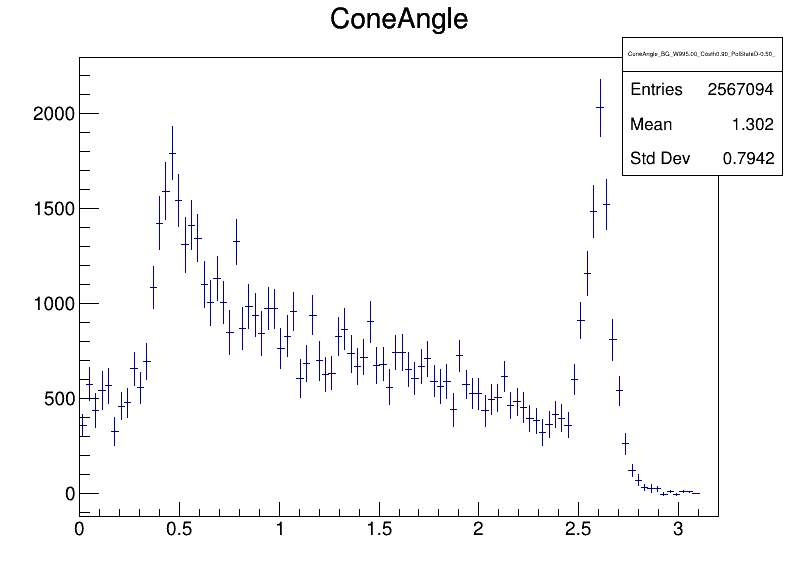 ConeAngle
ConeAngle_BG_W995.00_Costh0.90_PolStateD-0.50_
Entries 2567094
Mean 1.302
Std Dev 0.7942
2000
1500
1000
500
0
0 0.5 1 1.5 2 2.5 3